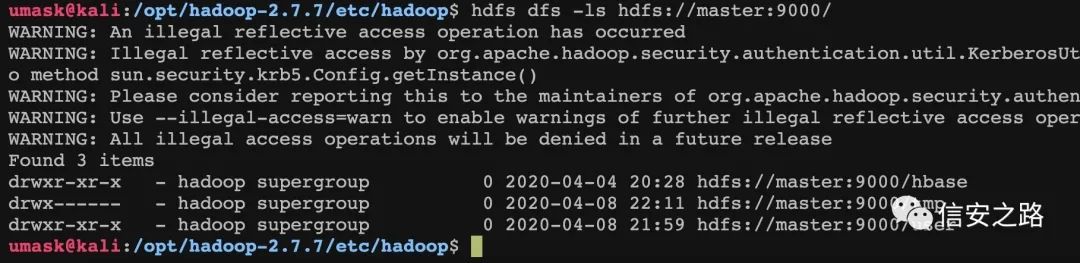 umask@kali:/opt/hadoop-2.7.7/etc/hadoop$ hdfs dfs -ls hdfs://master:9000/
WARNING: An illegal reflective access operation has occurred
WARNING: Illegal reflective access by org.apache.hadoop.security.authentication.util.KerberosUt
o method sun.security.krb5.Config.getInstance()
WARNING: Please consider reporting this to the maintainers of org.apache.hadoop.security.authen
WARNING: Use --illegal-access=warn to enable warnings of further illegal reflective access oper
WARNING: All illegal access operations will be denied in a future release
Found 3 items
drwxr-xr-x   - hadoop supergroup          0 2020-04-04 20:28 hdfs://master:9000/hbase
drwx------   - hadoop supergroup          0 2020-04-08 22:11 hdfs://master:9000/tmp
drwxr-xr-x   - hadoop supergroup          0 2020-04-08 21:59 hdfs://master:9000/user
信安之路
umask@kali:/opt/hadoop-2.7.7/etc/hadoop$